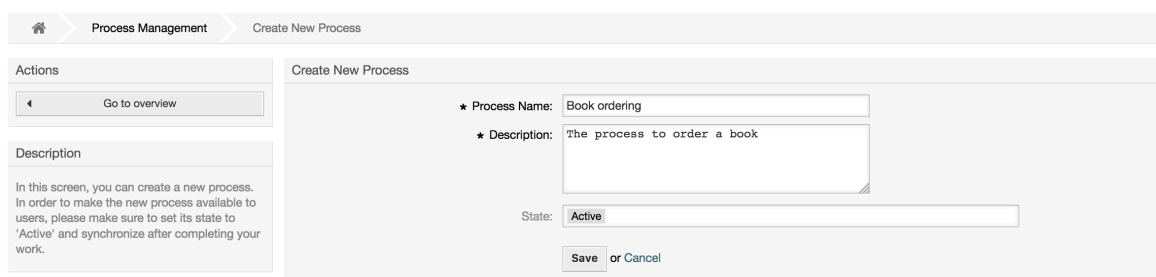 Process Management Create New Process
Actions
Go to overview
Description
In this screen, you can create a new process.
In order to make the new process available to
users, please make sure to set its state to
'Active' and synchronize after completing your
work.
Create New Process
★ Process Name: Book ordering
★ Description: The process to order a book
State: Active
Save or Cancel